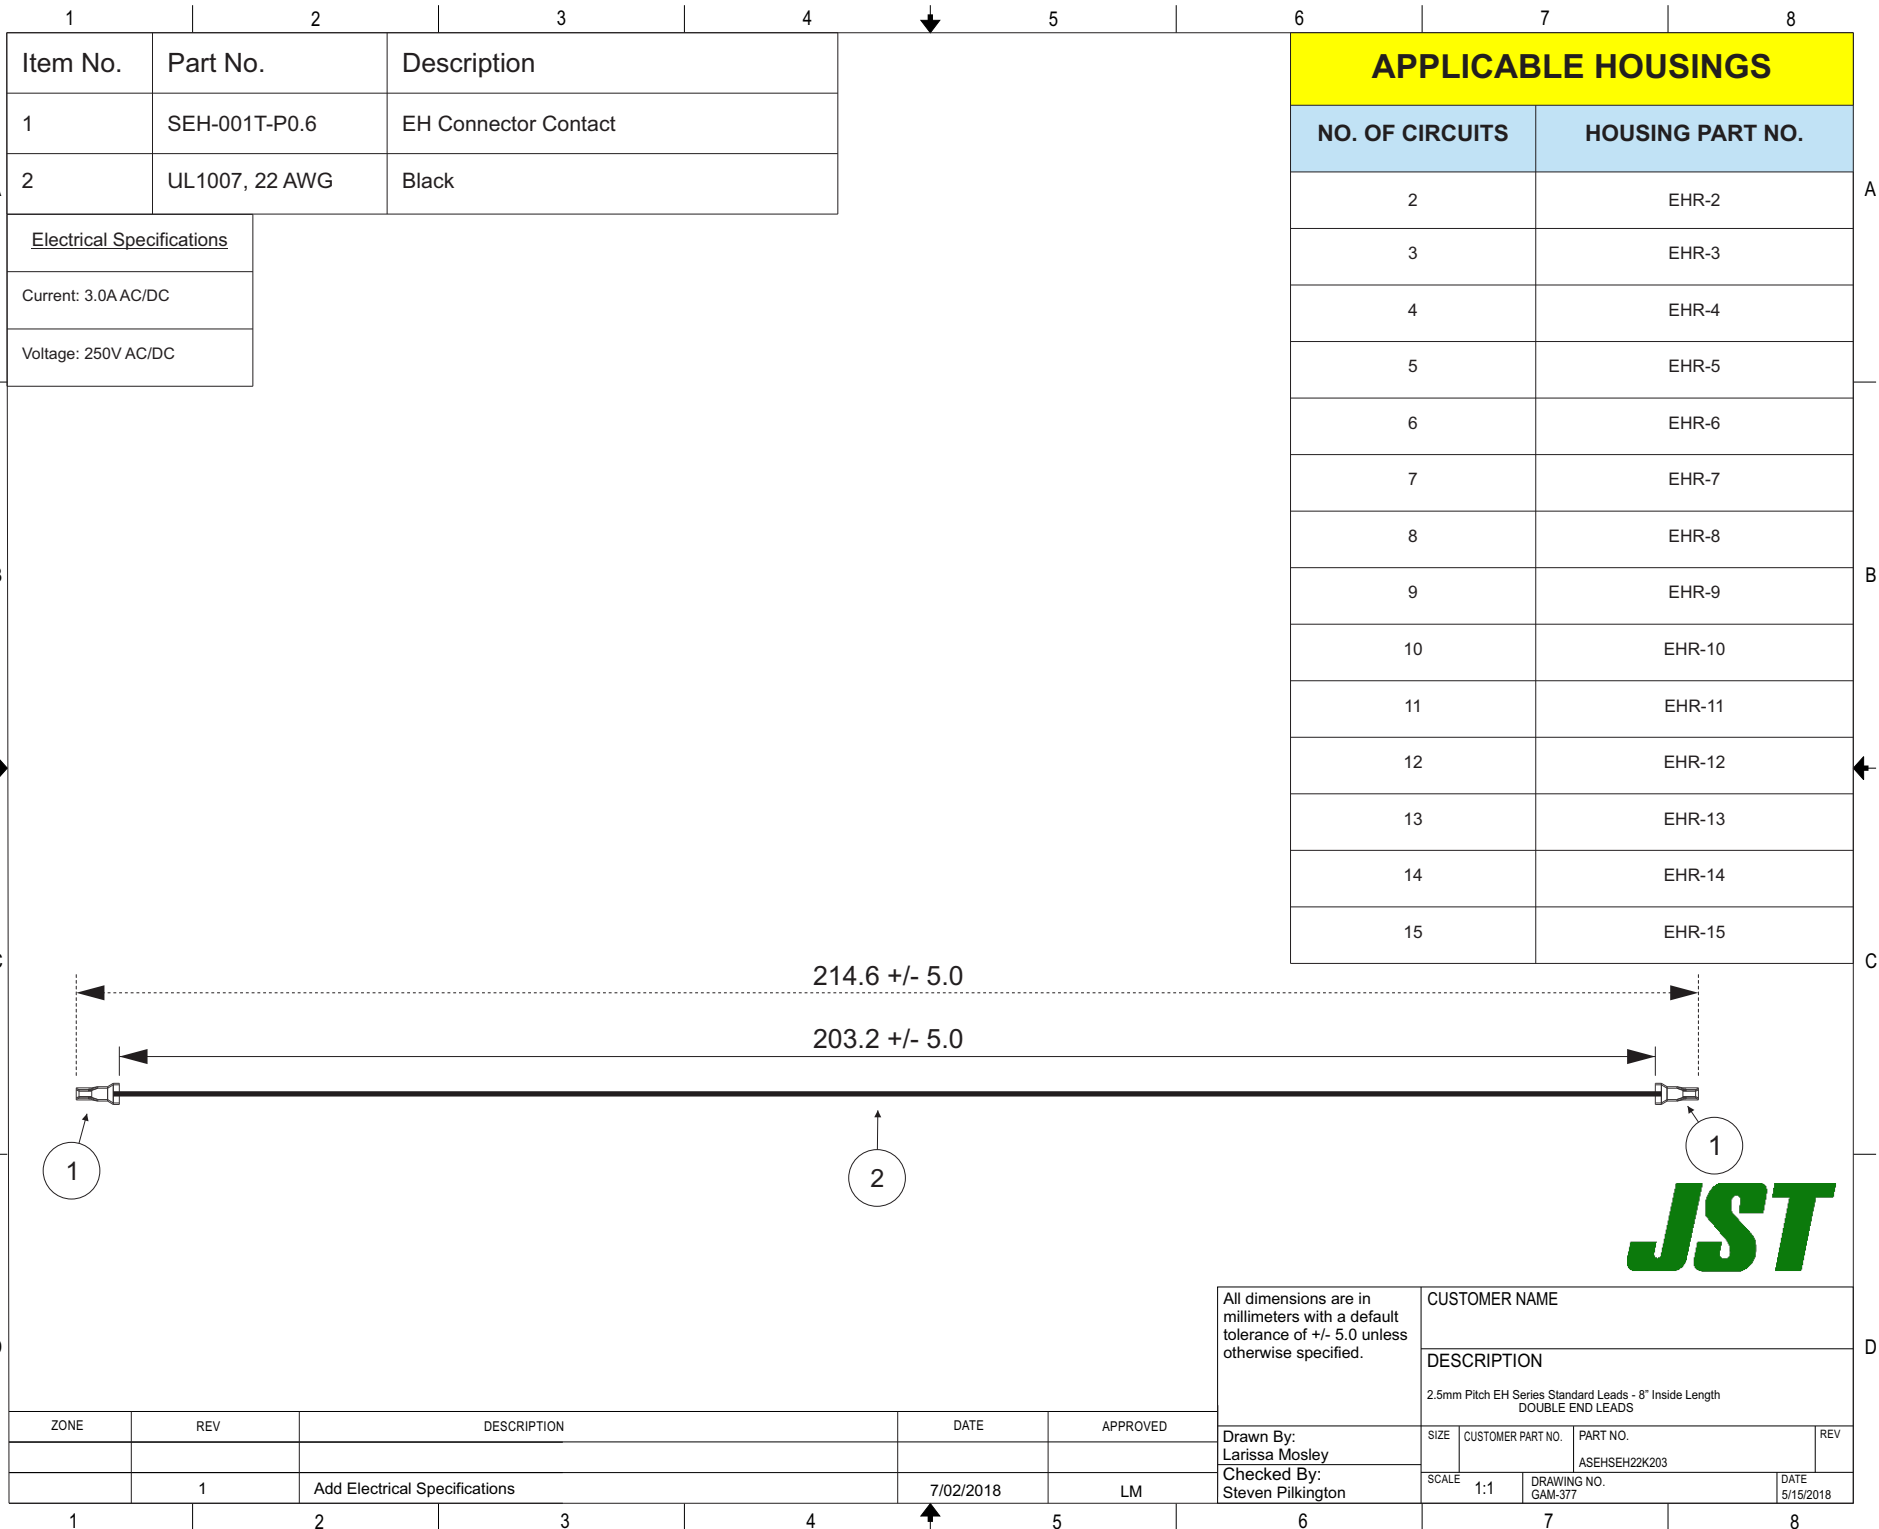 1 2 3 4 5 6 7 8
Item No. Part No. Description
1 SEH-001T-P0.6 EH Connector Contact
2 UL1007, 22 AWG Black
Electrical Specifications
Current: 3.0A AC/DC
Voltage: 250V AC/DC
APPLICABLE HOUSINGS
NO. OF CIRCUITS HOUSING PART NO.
2 EHR-2
3 EHR-3
4 EHR-4
5 EHR-5
6 EHR-6
7 EHR-7
8 EHR-8
9 EHR-9
10 EHR-10
11 EHR-11
12 EHR-12
13 EHR-13
14 EHR-14
15 EHR-15
A
B
C
D
214.6 +/- 5.0
203.2 +/- 5.0
1 2 1
JST
All dimensions are in
millimeters with a default
tolerance of +/- 5.0 unless
otherwise specified.
CUSTOMER NAME
DESCRIPTION
2.5mm Pitch EH Series Standard Leads - 8" Inside Length
DOUBLE END LEADS
Drawn By:
Larissa Mosley
Checked By:
Steven Pilkington
SIZE CUSTOMER PART NO. PART NO. REV
ASEHSEH22K203
SCALE 1:1 DRAWING NO. DATE
GAM-377 5/15/2018
ZONE REV DESCRIPTION DATE APPROVED
1 Add Electrical Specifications 7/02/2018 LM
1 2 3 4 5 6 7 8